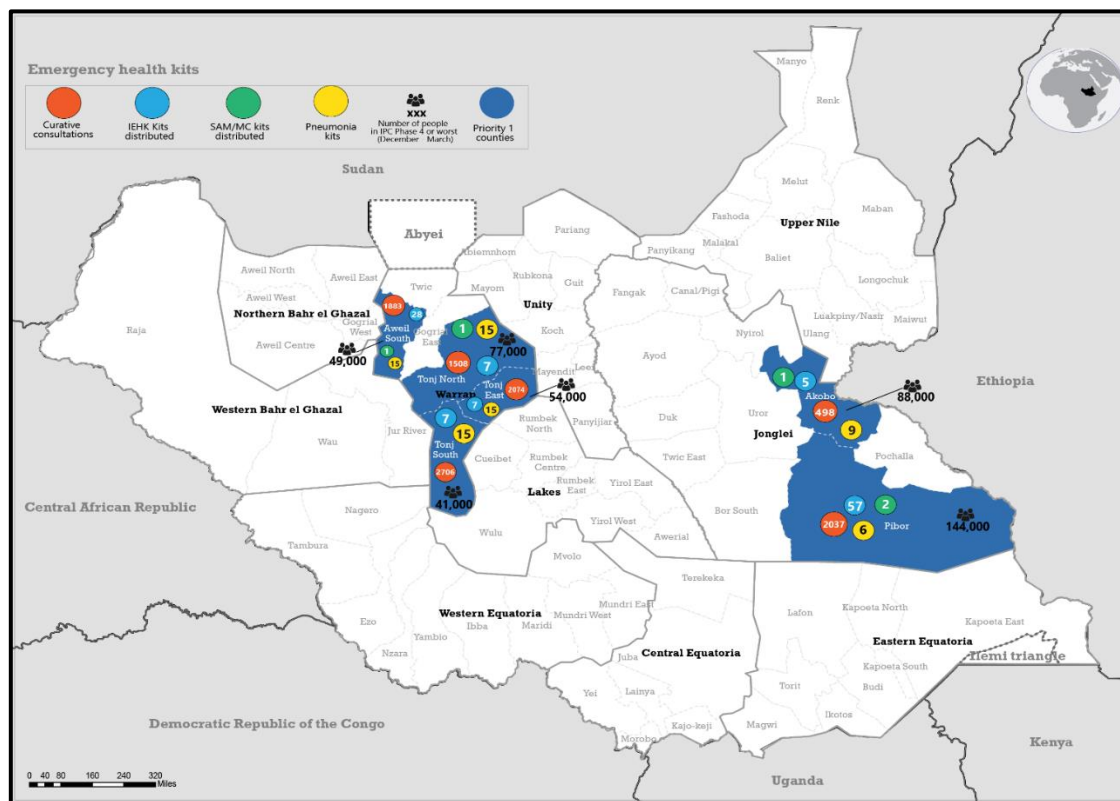 Emergency health kits
Curative
consultations
IEHK Kits
distributed
SAM/MC kits
distributed
Pneumonia
kits
xxx
Number of people
in IPC Phase 4 or worst
(December - March)
Priority 1
counties
Sudan
Manyo
Renk
Melut
Maban
Upper Nile
Fashoda
Malakal
Panyikang
Baliet
Longochuk
Luakpiny/Nasir
Maiwut
Ulang
Abyei
Pariang
Abiemnhom
Rubkona
Guit
Mayom
Unity
Koch
Mayendit
Leer
Panyijiar
Aweil North
Aweil East
Aweil West
Northern Bahr el Ghazal
Aweil Centre
Raja
Twic
Gogrial
West
Gogrial
East
1883
28
Aweil
South
1
15
49,000
1
15
77,000
1508
7
Tonj North
Warrap
Tonj
East
2974
7
15
54,000
7
15
Tonj
South
2706
41,000
Western Bahr el Ghazal
Wau
Jur River
Rumbek
North
Cueibet
Rumbek
Centre
Rumbek
East
Lakes
Yirol East
Yirol West
Awerial
Wulu
Fangak
Canal/Pigi
Nyirol
Ayod
Duk
Uror
Twic East
Jonglei
Bor South
1
5
Akobo
498
9
88,000
Pochalla
57
2
2037
6
Pibor
144,000
Ethiopia
Central African Republic
Nagero
Tambura
Ezo
Nzara
Yambio
Western Equatoria
Ibba
Maridi
Mvolo
Mundri West
Mundri East
Terekeka
Central Equatoria
Juba
Yei
Lainya
Morobo
Kajo-keji
Lafon
Kapoeta North
Kapoeta East
Eastern Equatoria
Ilemi triangle
Kapoeta South
Torit
Budi
Ikotos
Magwi
Democratic Republic of the Congo
Uganda
Kenya
0 40 80 160 240 320
Miles